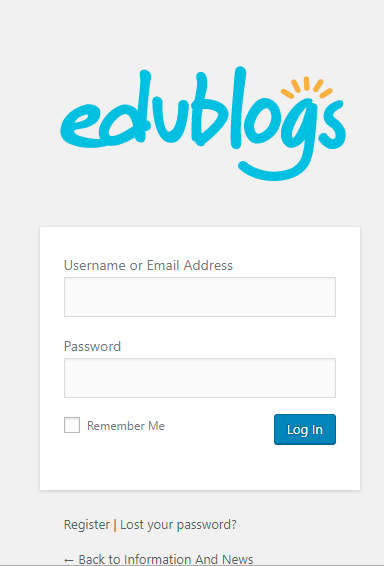 edublogs
Username or Email Address
Password
Remember Me
Log In
Register | Lost your password?
← Back to Information And News